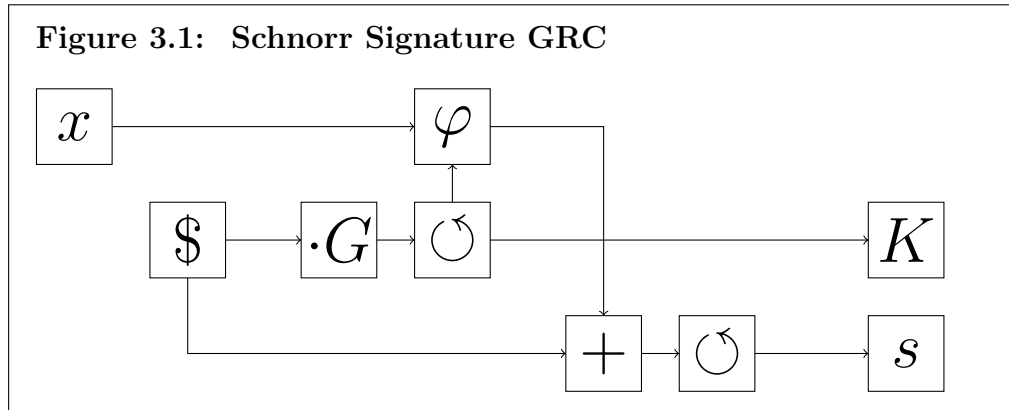 Figure 3.1: Schnorr Signature GRC
x φ
$ ·G ↺ K
+ ↺ s